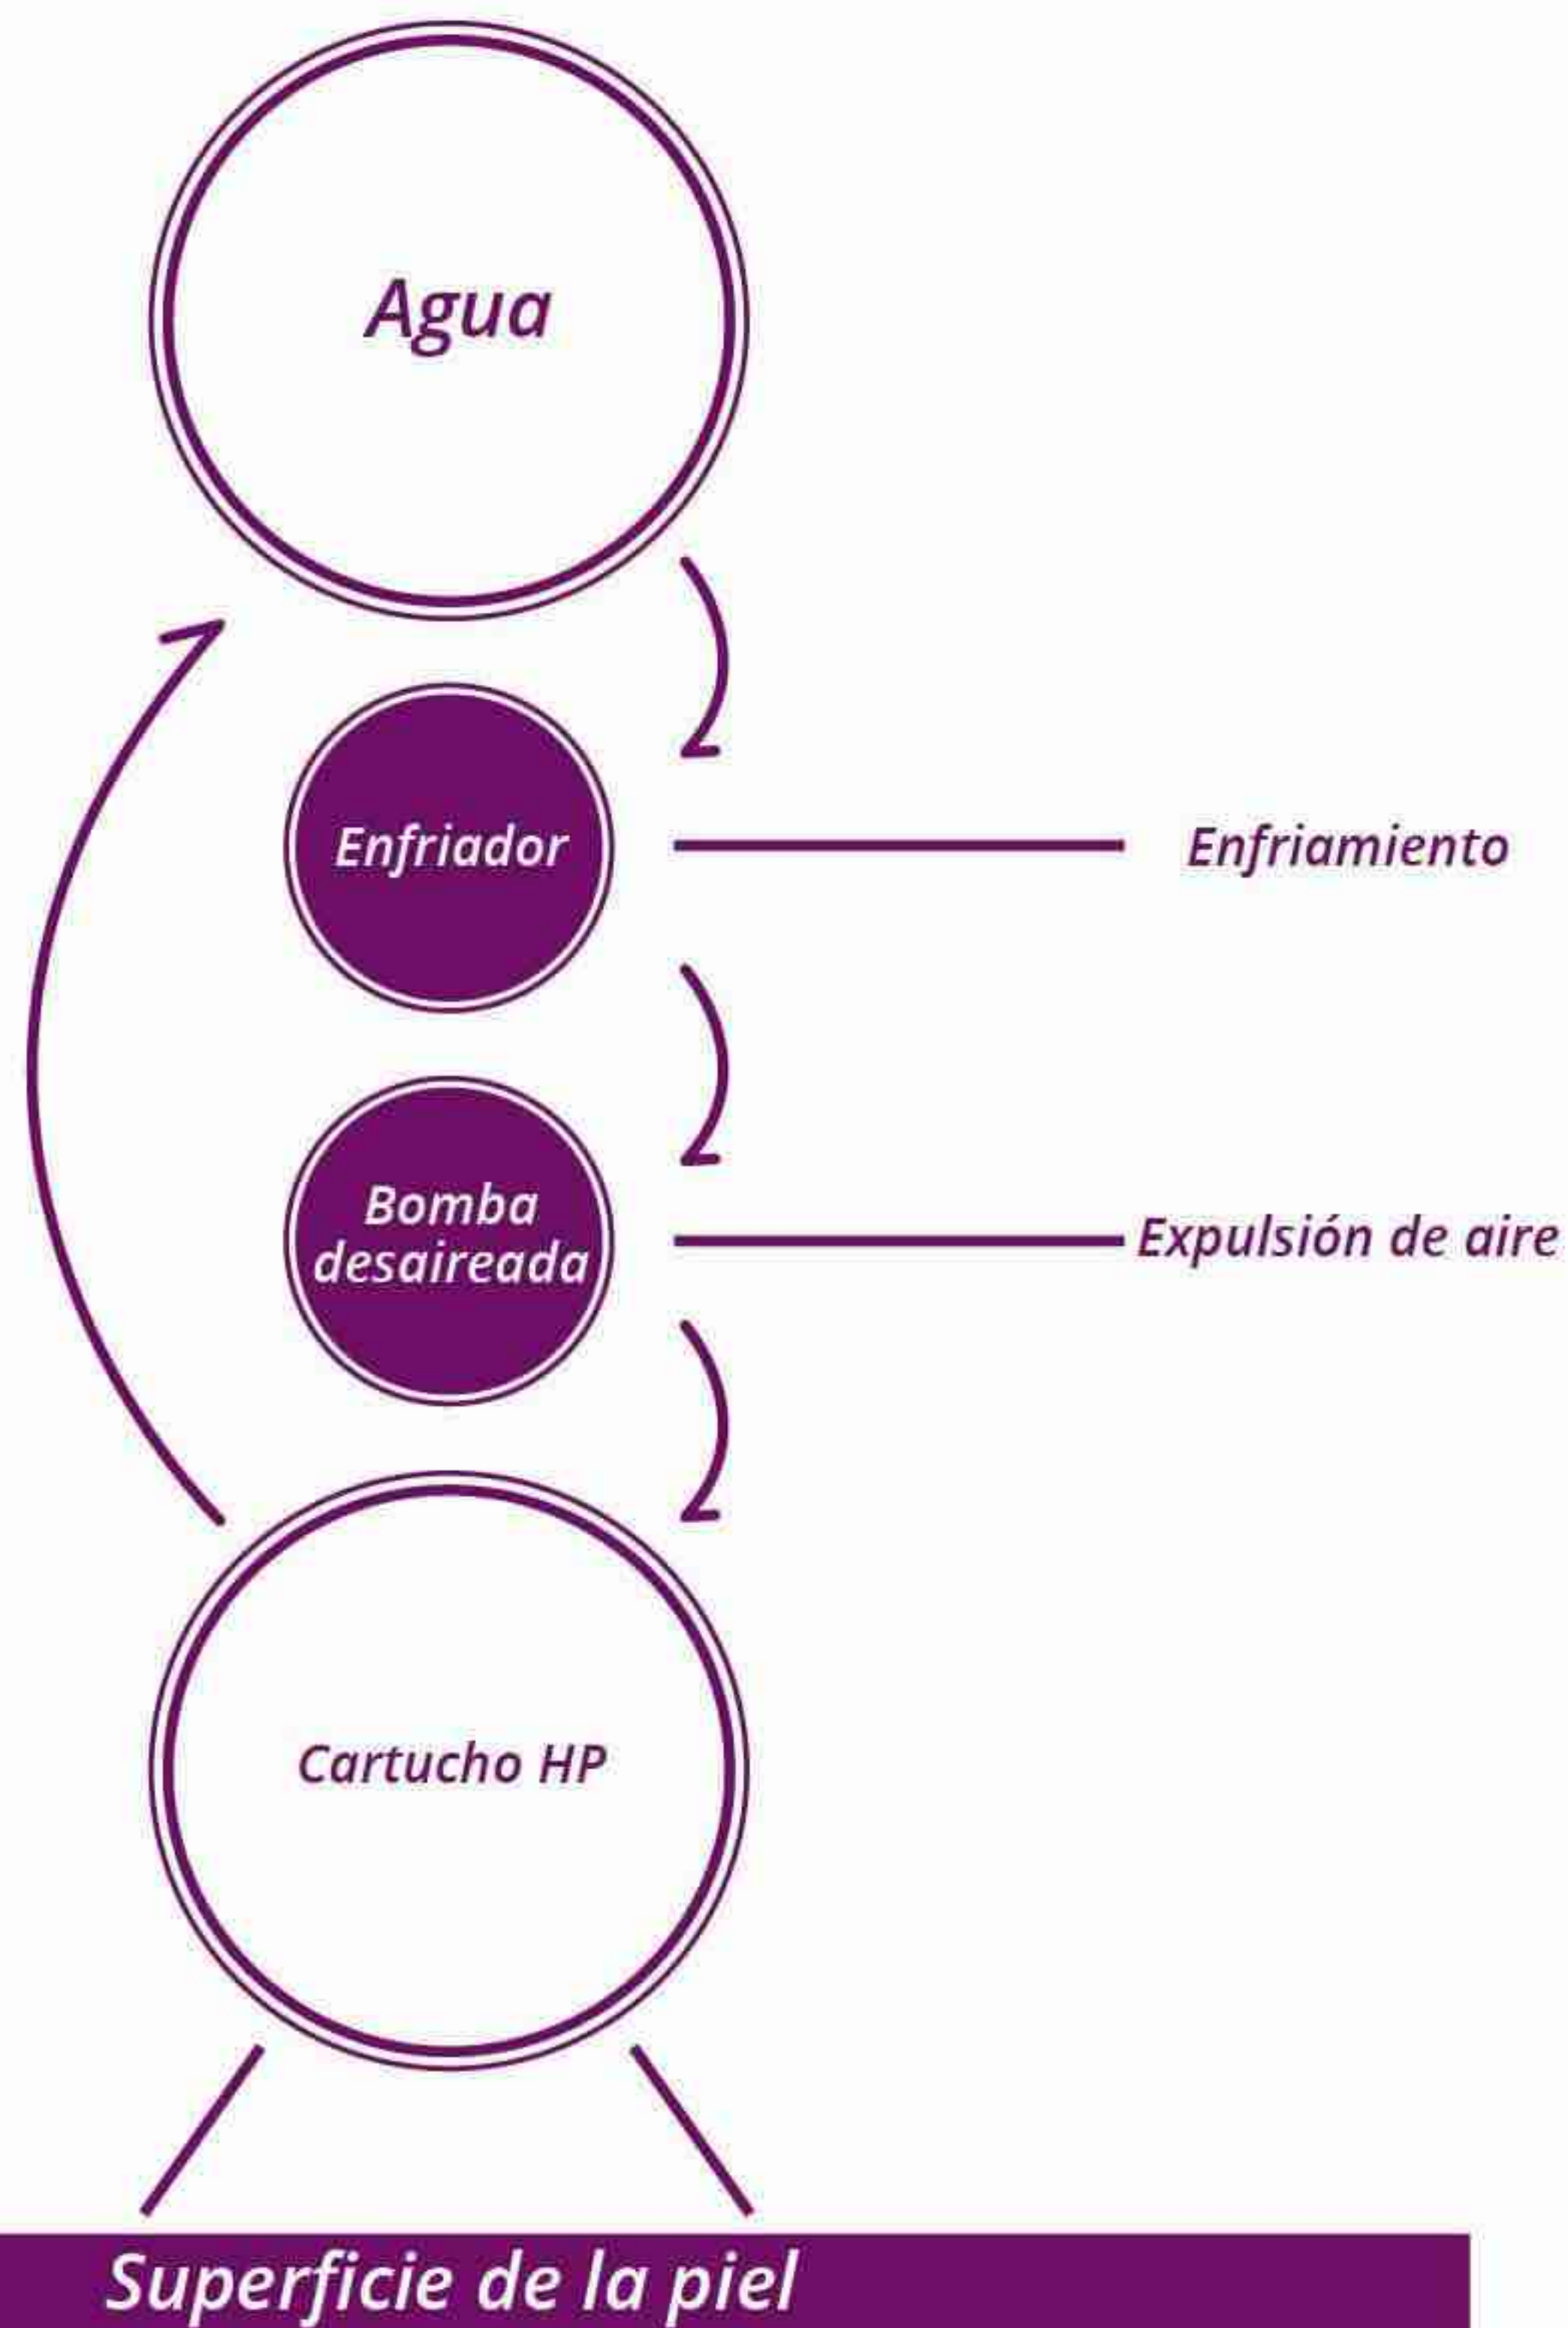 Agua
Enfriador
Enfriamiento
Bomba
desaireada
Expulsión de aire
Cartucho HP
Superficie de la piel